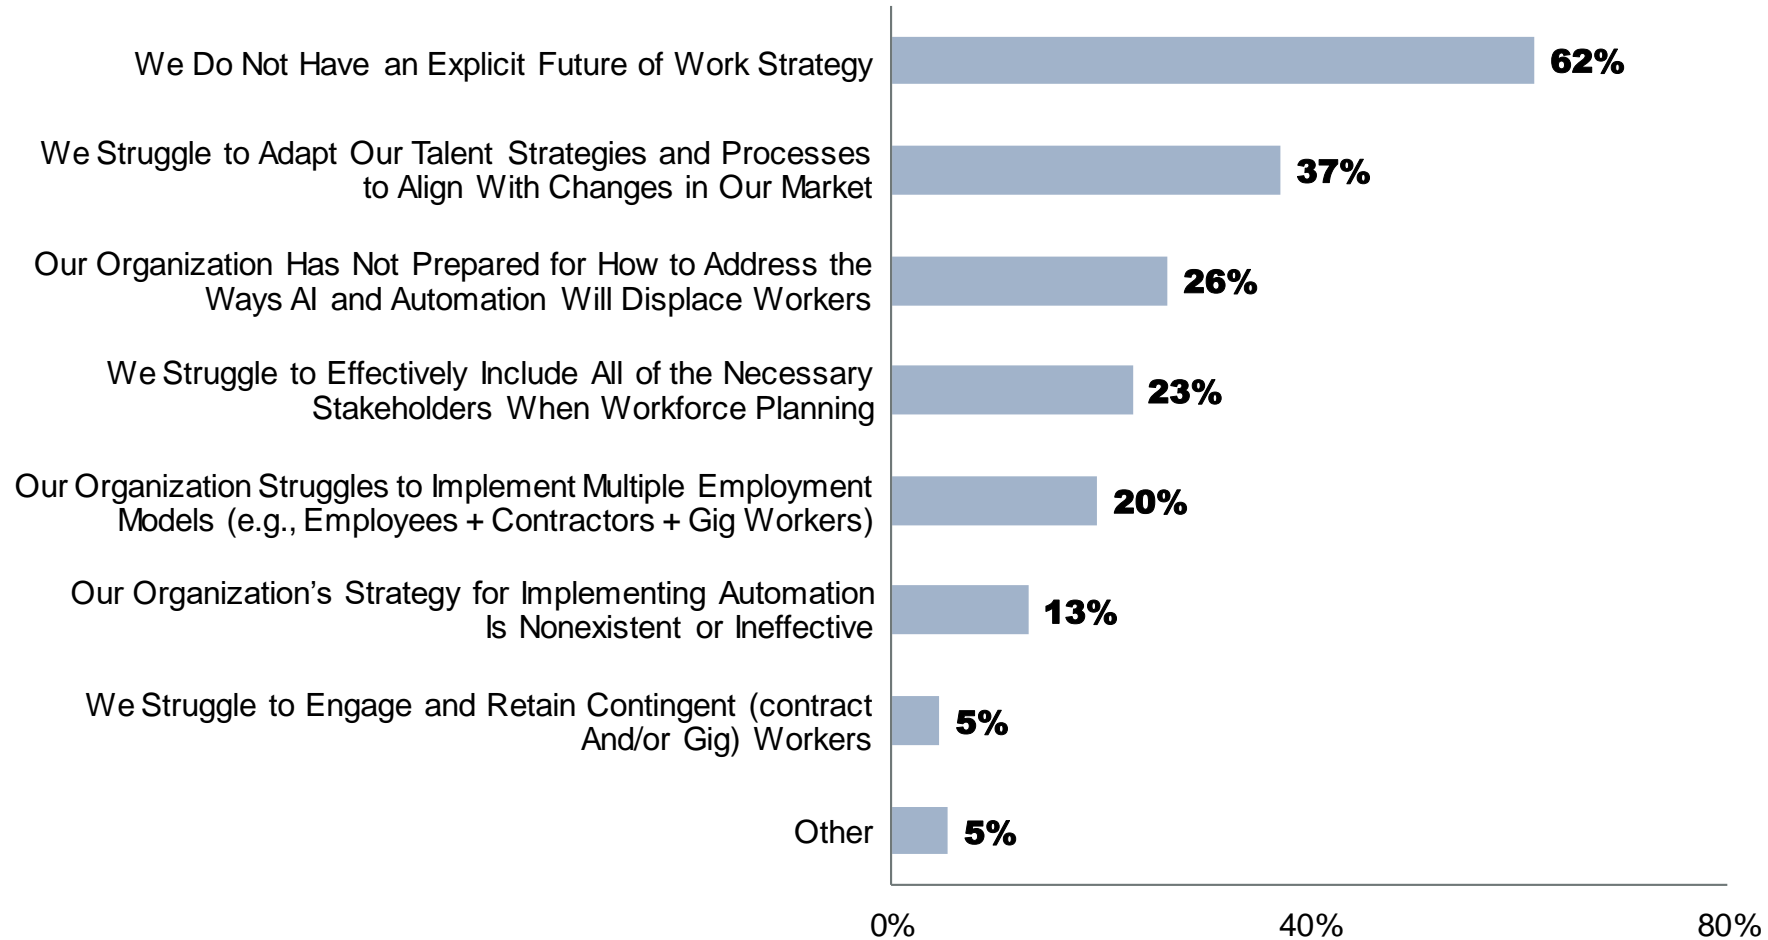 We Do Not Have an Explicit Future of Work Strategy
62%
We Struggle to Adapt Our Talent Strategies and Processes
to Align With Changes in Our Market
37%
Our Organization Has Not Prepared for How to Address the
Ways AI and Automation Will Displace Workers
26%
We Struggle to Effectively Include All of the Necessary
Stakeholders When Workforce Planning
23%
Our Organization Struggles to Implement Multiple Employment
Models (e.g., Employees + Contractors + Gig Workers)
20%
Our Organization’s Strategy for Implementing Automation
Is Nonexistent or Ineffective
13%
We Struggle to Engage and Retain Contingent (contract
And/or Gig) Workers
5%
Other
5%
0%
40%
80%